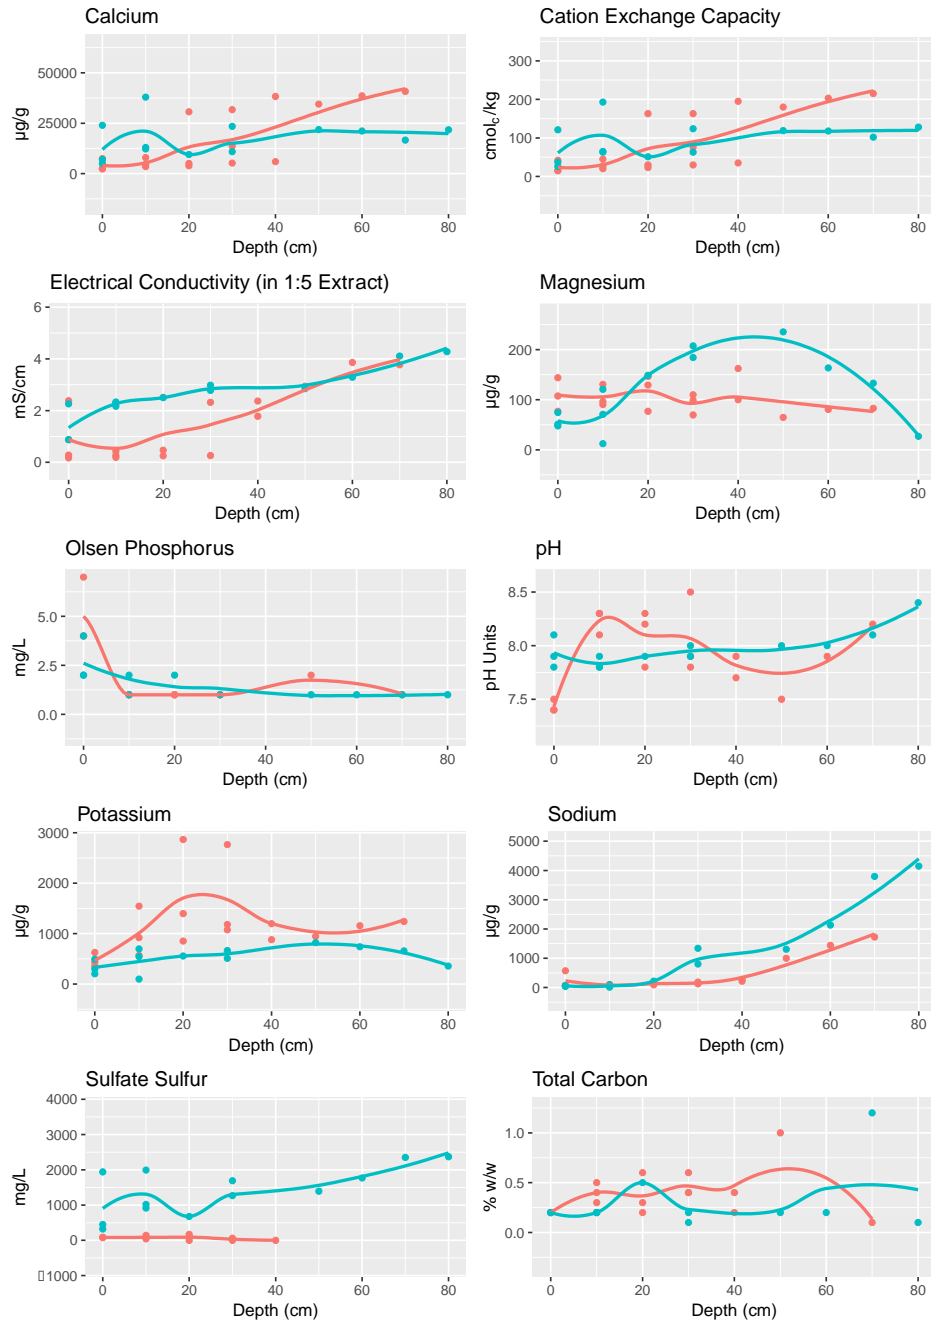 Calcium
50000
25000
0
µg/g
0 20 40 60 80
Depth (cm)
Cation Exchange Capacity
300
200
100
0
cmolc/kg
0 20 40 60 80
Depth (cm)
Electrical Conductivity (in 1:5 Extract)
6
4
2
0
mS/cm
0 20 40 60 80
Depth (cm)
Magnesium
200
100
0
µg/g
0 20 40 60 80
Depth (cm)
Olsen Phosphorus
5.0
2.5
0.0
mg/L
0 20 40 60 80
Depth (cm)
pH
8.5
8.0
7.5
pH Units
0 20 40 60 80
Depth (cm)
Potassium
3000
2000
1000
0
µg/g
0 20 40 60 80
Depth (cm)
Sodium
5000
4000
3000
2000
1000
0
µg/g
0 20 40 60 80
Depth (cm)
Sulfate Sulfur
4000
3000
2000
1000
0
▯1000
mg/L
0 20 40 60 80
Depth (cm)
Total Carbon
1.0
0.5
0.0
% w/w
0 20 40 60 80
Depth (cm)